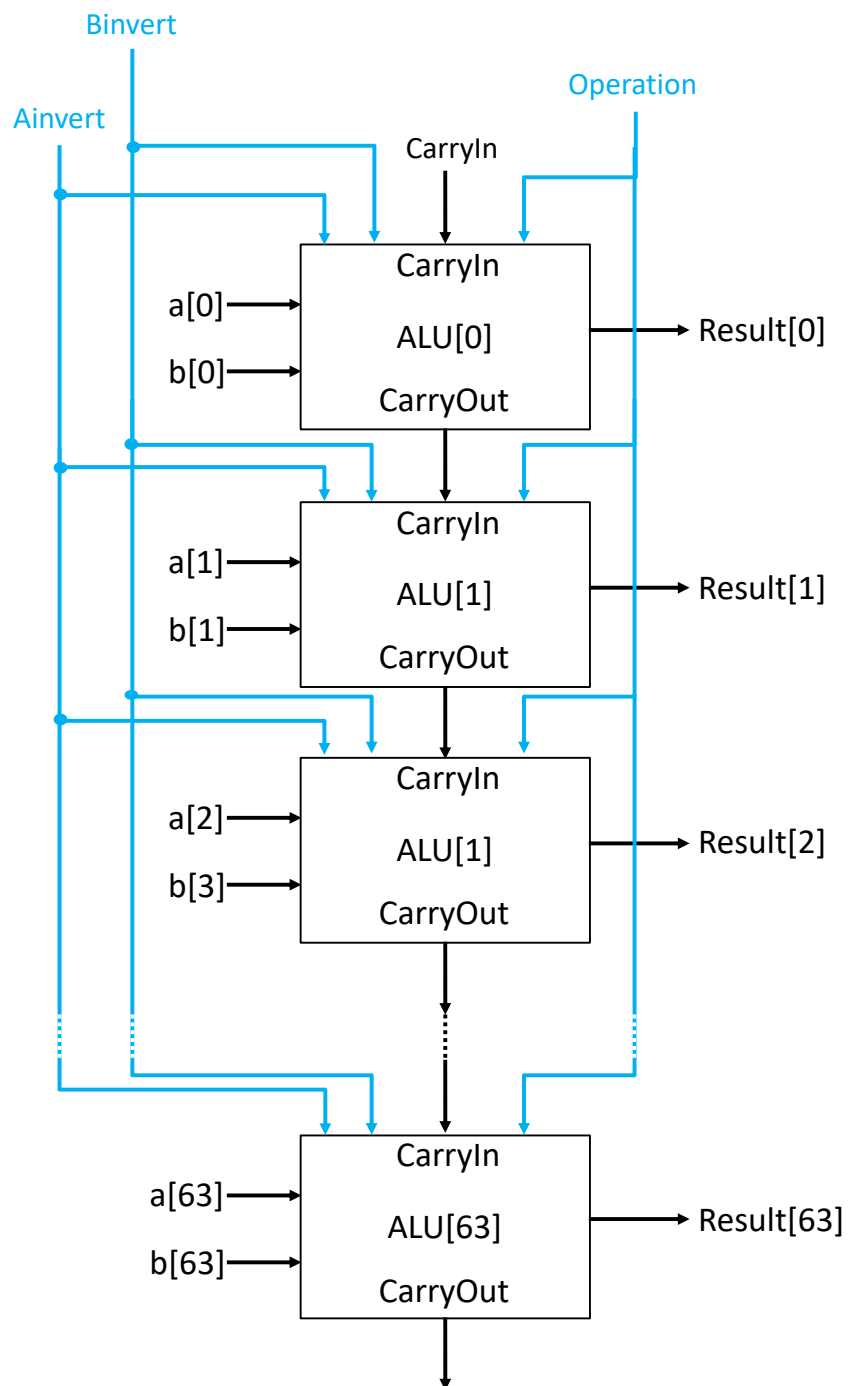 Binvert
Operation
Ainvert
CarryIn
CarryIn
a[0]
ALU[0]
Result[0]
b[0]
CarryOut
CarryIn
a[1]
ALU[1]
Result[1]
b[1]
CarryOut
CarryIn
a[2]
ALU[1]
Result[2]
b[3]
CarryOut
CarryIn
a[63]
ALU[63]
Result[63]
b[63]
CarryOut